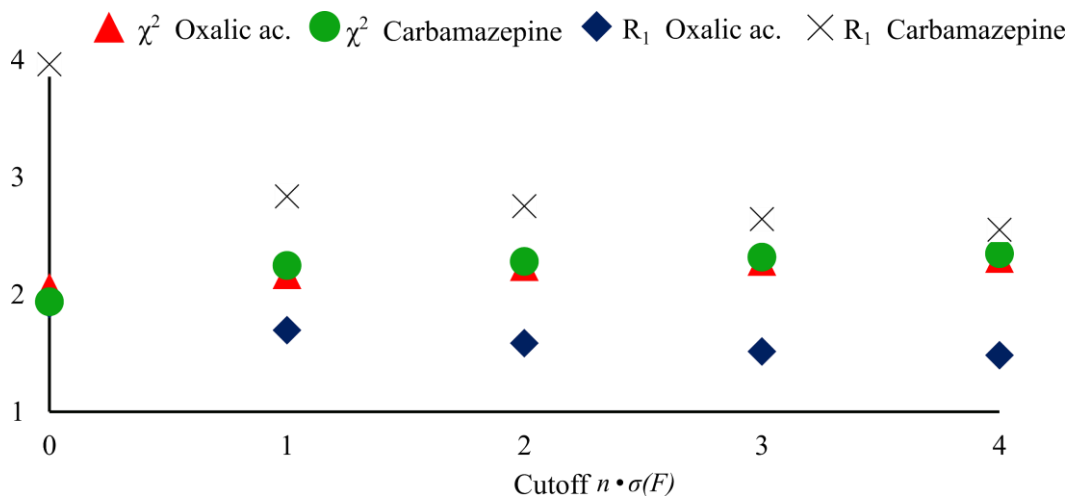 χ² Oxalic ac. χ² Carbamazepine R₁ Oxalic ac. R₁ Carbamazepine
4
3
2
1
0 1 2 3 4
Cutoff n • σ(F)